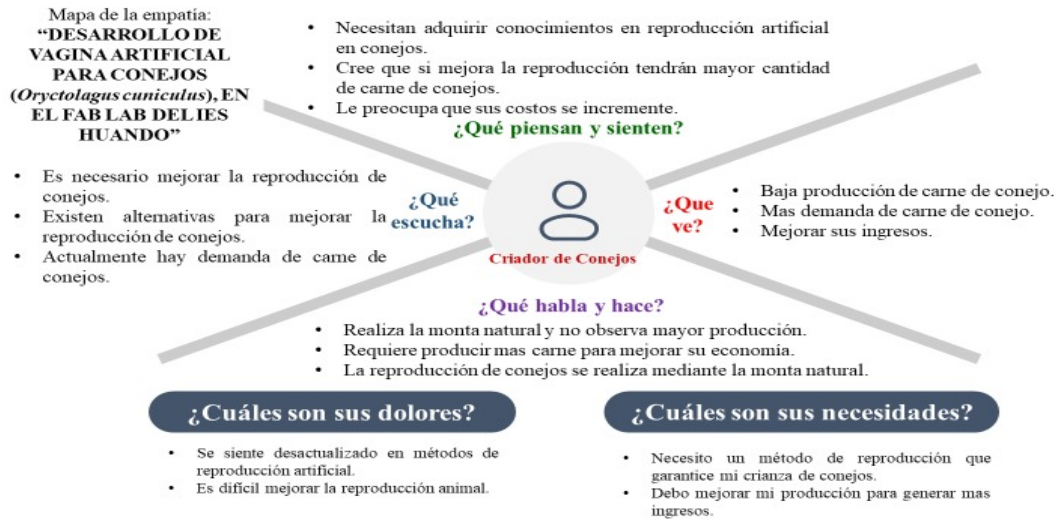 Mapa de la empatía:
“DESARROLLO DE
VAGINA ARTIFICIAL
PARA CONEJOS
(Oryctolagus cuniculus), EN
EL FAB LAB DEL IES
HUANDO”
• Necesitan adquirir conocimientos en reproducción artificial
en conejos.
• Cree que si mejora la reproducción tendrán mayor cantidad
de carne de conejos.
• Le preocupa que sus costos se incremente.
¿Qué piensan y sienten?
• Es necesario mejorar la reproducción de
conejos.
• Existen alternativas para mejorar la
reproducción de conejos.
• Actualmente hay demanda de carne de
conejos.
¿Qué
escucha?
Criador de Conejos
¿Que
ve?
• Baja producción de carne de conejo.
• Mas demanda de carne de conejo.
• Mejorar sus ingresos.
¿Qué habla y hace?
• Realiza la monta natural y no observa mayor producción.
• Requiere producir mas carne para mejorar su economía.
• La reproducción de conejos se realiza mediante la monta natural.
¿Cuáles son sus dolores?
• Se siente desactualizado en métodos de
reproducción artificial.
• Es difícil mejorar la reproducción animal.
¿Cuáles son sus necesidades?
• Necesito un método de reproducción que
garantice mi crianza de conejos.
• Debo mejorar mi producción para generar mas
ingresos.